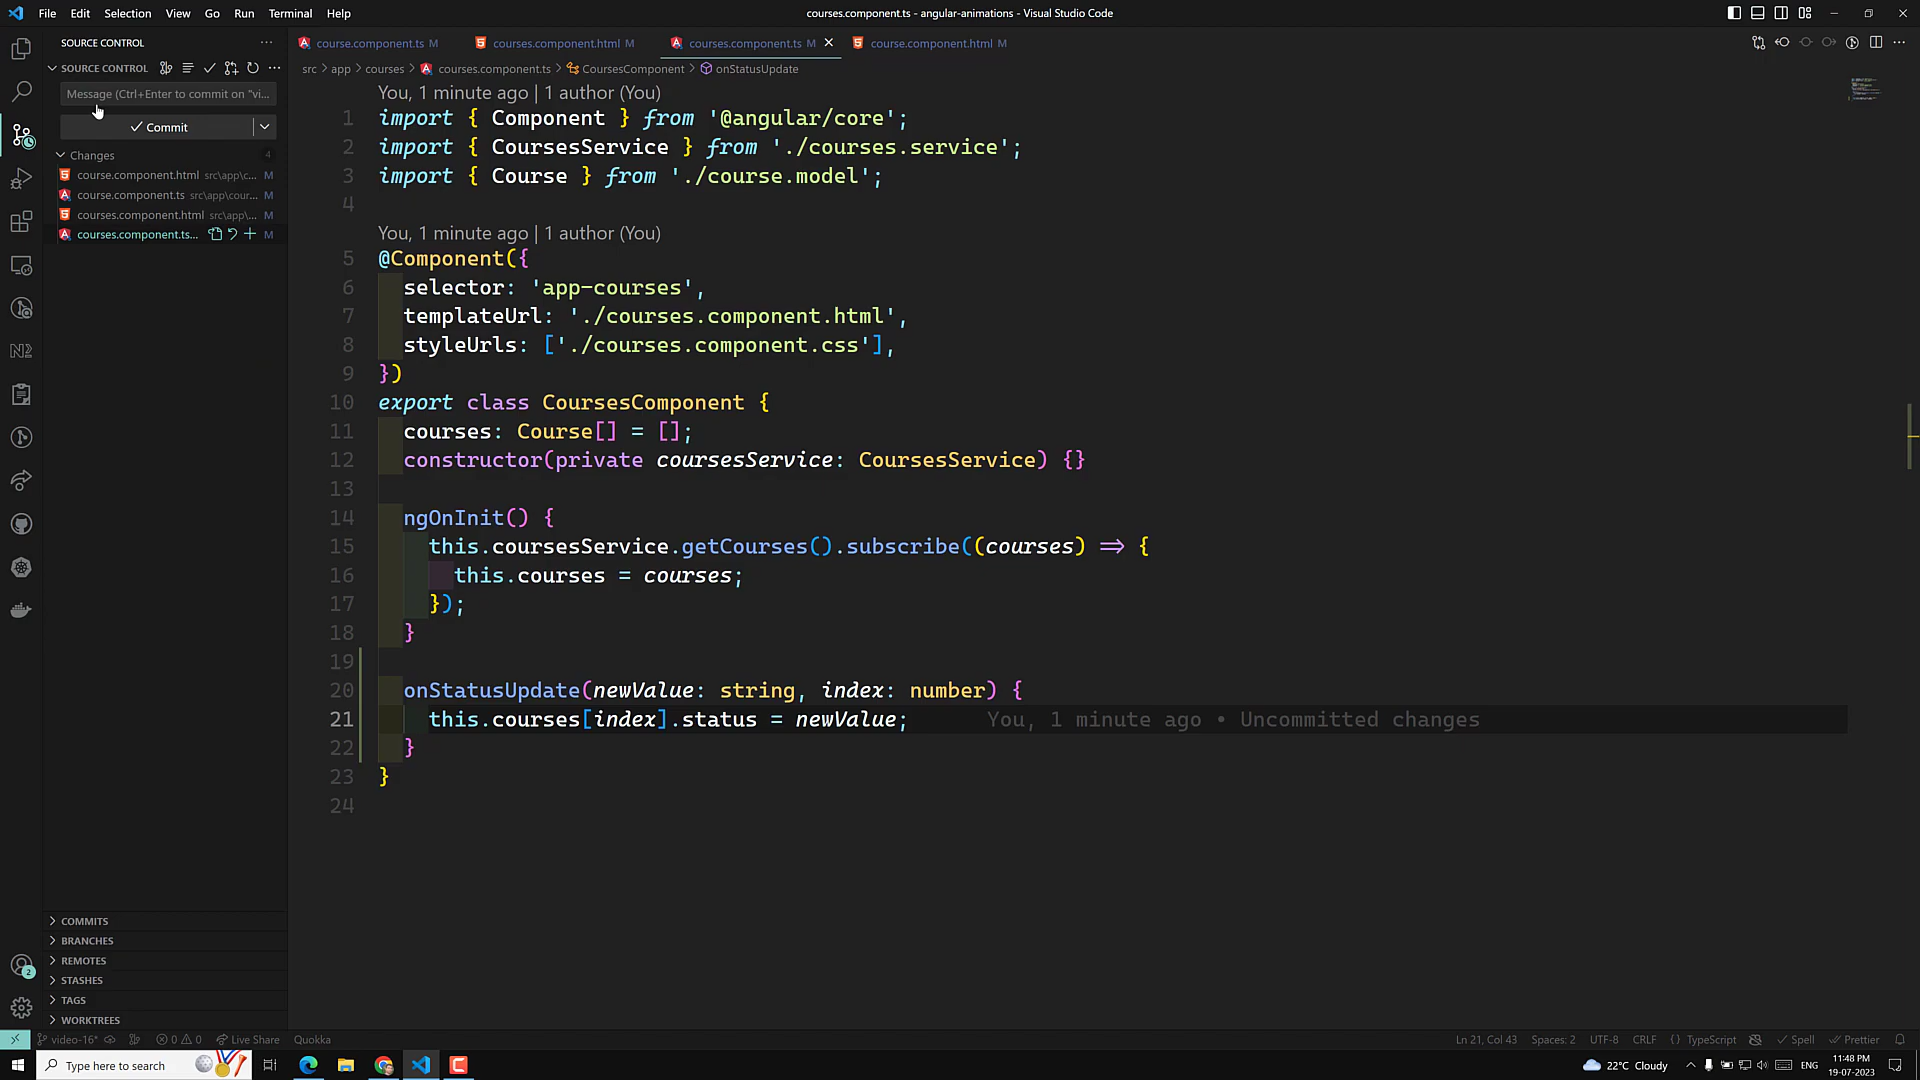 File Edit Selection View Go Run Terminal Help
courses.component.ts - angular-animations - Visual Studio Code
SOURCE CONTROL
course.component.ts M
courses.component.html M
courses.component.ts M
course.component.html M
SOURCE CONTROL
src > app > courses > courses.component.ts > CoursesComponent > onStatusUpdate
Message (Ctrl+Enter to commit on "vi...
Commit
Changes 4
course.component.html src\app\c... M
course.component.ts src\app\cour... M
courses.component.html src\app\... M
courses.component.ts... M
You, 1 minute ago | 1 author (You)
1 import { Component } from '@angular/core';
2 import { CoursesService } from './courses.service';
3 import { Course } from './course.model';
4
You, 1 minute ago | 1 author (You)
5 @Component({
6 selector: 'app-courses',
7 templateUrl: './courses.component.html',
8 styleUrls: ['./courses.component.css'],
9 })
10 export class CoursesComponent {
11 courses: Course[] = [];
12 constructor(private coursesService: CoursesService) {}
13
14 ngOnInit() {
15 this.coursesService.getCourses().subscribe((courses) => {
16 this.courses = courses;
17 });
18 }
19
20 onStatusUpdate(newValue: string, index: number) {
21 this.courses[index].status = newValue; You, 1 minute ago • Uncommitted changes
22 }
23 }
24
COMMITS
BRANCHES
REMOTES
STASHES
TAGS
WORKTREES
N2
2
video-16* 0 0 Live Share Quokka
Ln 21, Col 43 Spaces: 2 UTF-8 CRLF { } TypeScript Spell Prettier
Type here to search
22°C Cloudy ENG
11:48 PM
19-07-2023